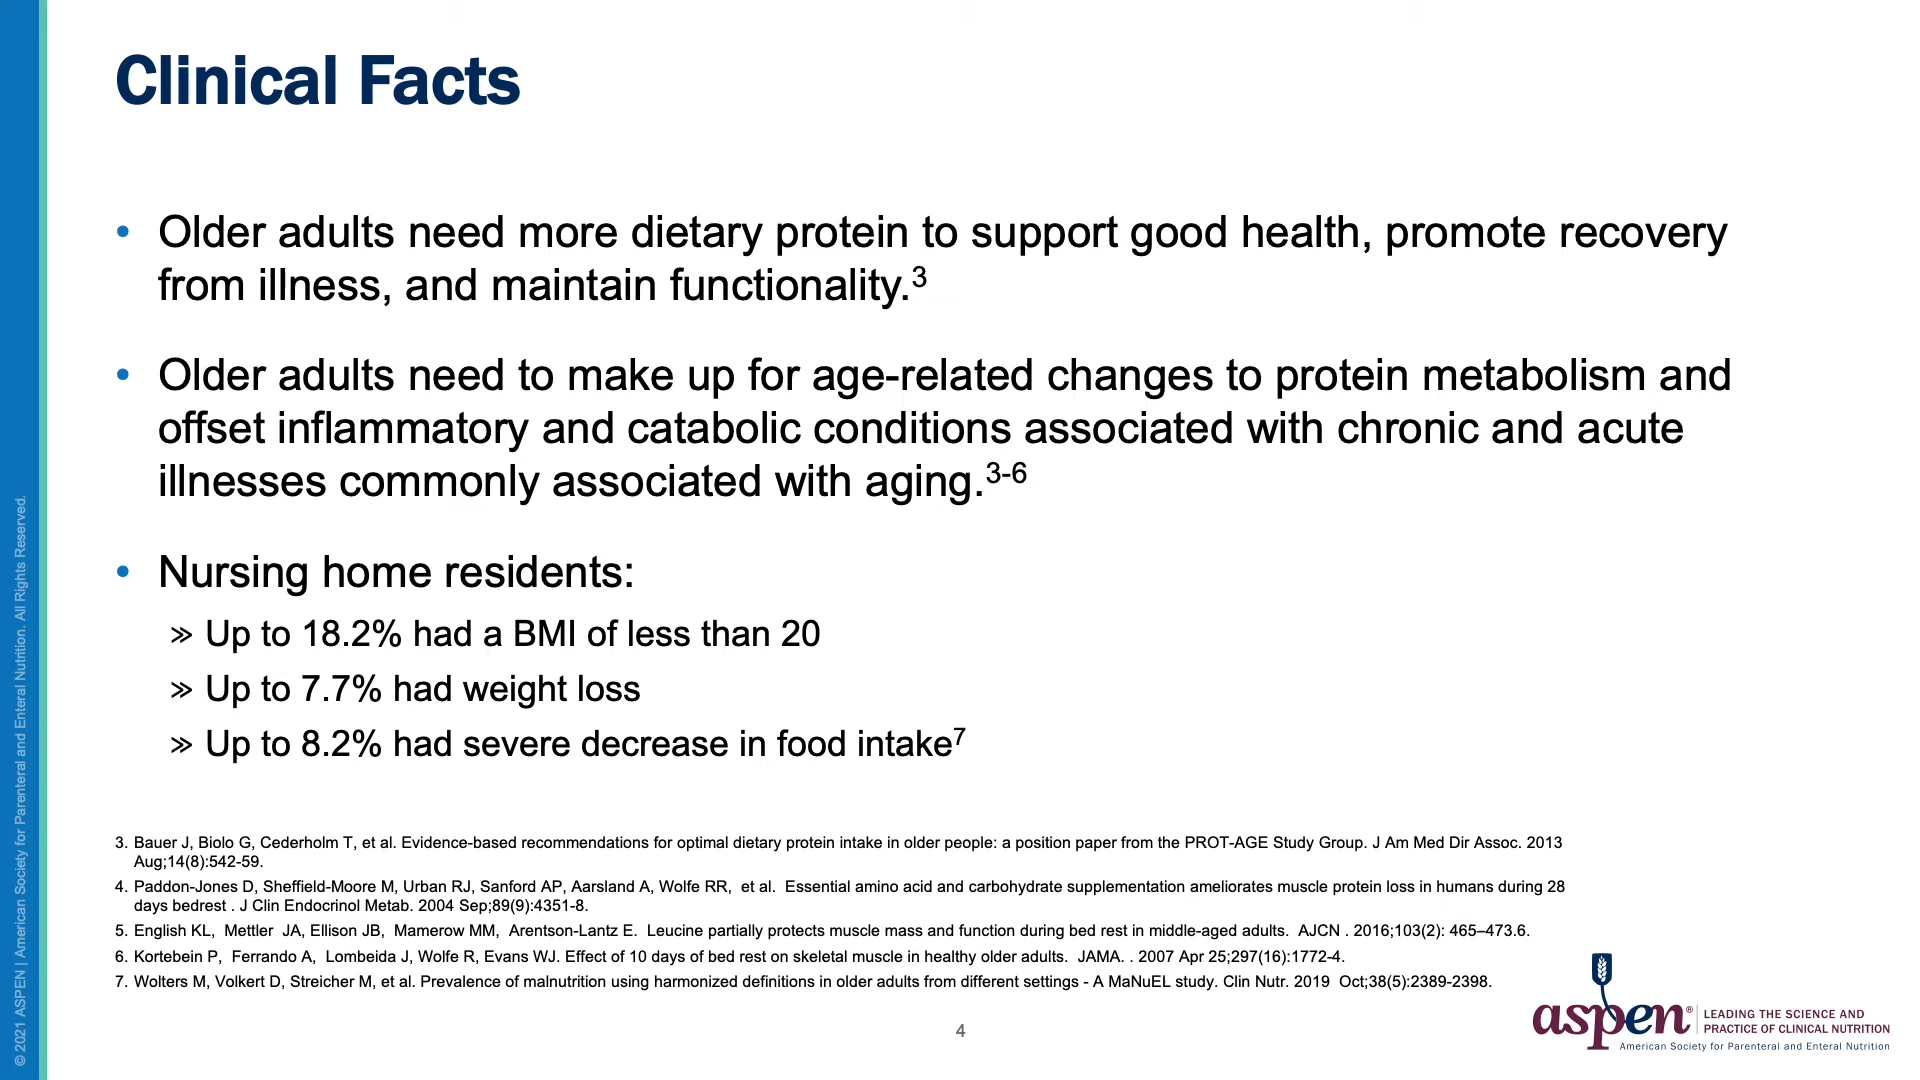 Clinical Facts
• Older adults need more dietary protein to support good health, promote recovery
from illness, and maintain functionality.3
• Older adults need to make up for age-related changes to protein metabolism and
offset inflammatory and catabolic conditions associated with chronic and acute
illnesses commonly associated with aging.3-6
• Nursing home residents:
» Up to 18.2% had a BMI of less than 20
» Up to 7.7% had weight loss
» Up to 8.2% had severe decrease in food intake7
3. Bauer J, Biolo G, Cederholm T, et al. Evidence-based recommendations for optimal dietary protein intake in older people: a position paper from the PROT-AGE Study Group. J Am Med Dir Assoc. 2013
Aug;14(8):542-59.
4. Paddon-Jones D, Sheffield-Moore M, Urban RJ, Sanford AP, Aarsland A, Wolfe RR,  et al.  Essential amino acid and carbohydrate supplementation ameliorates muscle protein loss in humans during 28
days bedrest . J Clin Endocrinol Metab. 2004 Sep;89(9):4351-8.
5. English KL,  Mettler  JA, Ellison JB,  Mamerow MM,  Arentson-Lantz E.  Leucine partially protects muscle mass and function during bed rest in middle-aged adults.  AJCN . 2016;103(2): 465–473.6.
6. Kortebein P,  Ferrando A,  Lombeida J, Wolfe R, Evans WJ. Effect of 10 days of bed rest on skeletal muscle in healthy older adults.  JAMA. . 2007 Apr 25;297(16):1772-4.
7. Wolters M, Volkert D, Streicher M, et al. Prevalence of malnutrition using harmonized definitions in older adults from different settings - A MaNuEL study. Clin Nutr. 2019  Oct;38(5):2389-2398.
4
aspen®
LEADING THE SCIENCE AND
PRACTICE OF CLINICAL NUTRITION
American Society for Parenteral and Enteral Nutrition
© 2021 ASPEN | American Society for Parenteral and Enteral Nutrition. All Rights Reserved.